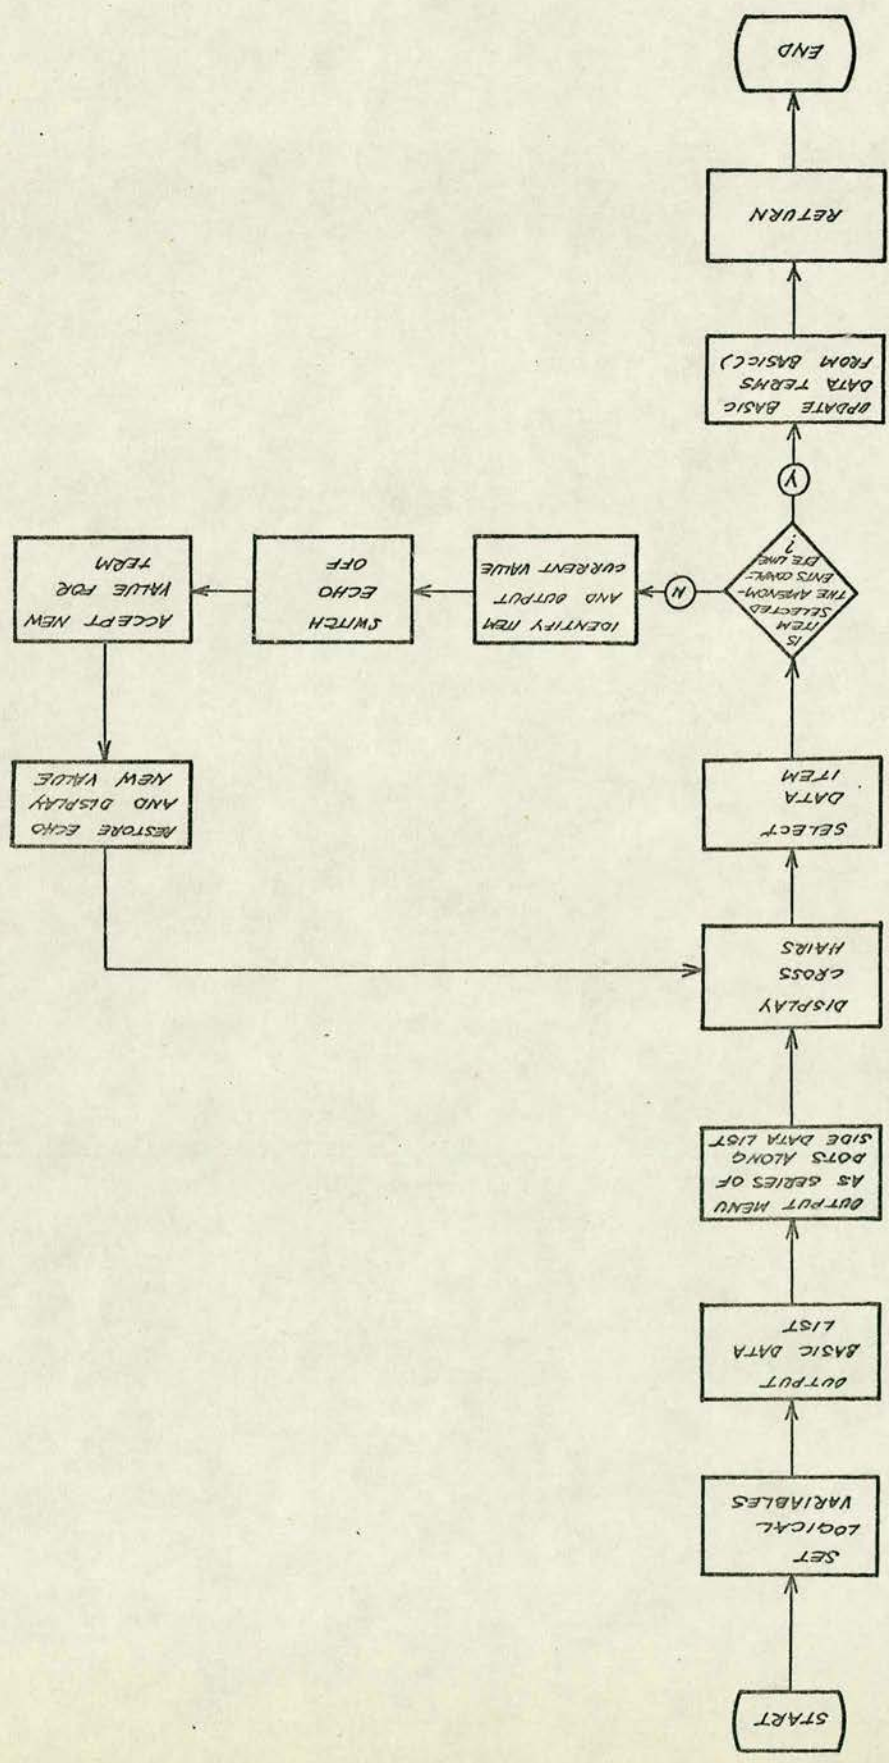 START
SET
LOGICAL
VARIABLES
OUTPUT
BASIC DATA
LIST
OUTPUT MENU
AS SERIES OF
DOTS ALONG
SIDE DATA LIST
DISPLAY
CROSS
HAIRS
SELECT
DATA
ITEM
IS
ITEM
SELECTED
THE AMENDM-
ENTS COMPL-
ETE LINE
?
N
IDENTIFY ITEM
AND OUTPUT
CURRENT VALUE
SWITCH
ECHO
OFF
ACCEPT NEW
VALUE FOR
TERM
RESTORE ECHO
AND DISPLAY
NEW VALUE
Y
UPDATE BASIC
DATA TERMS
FROM BASIC()
RETURN
END